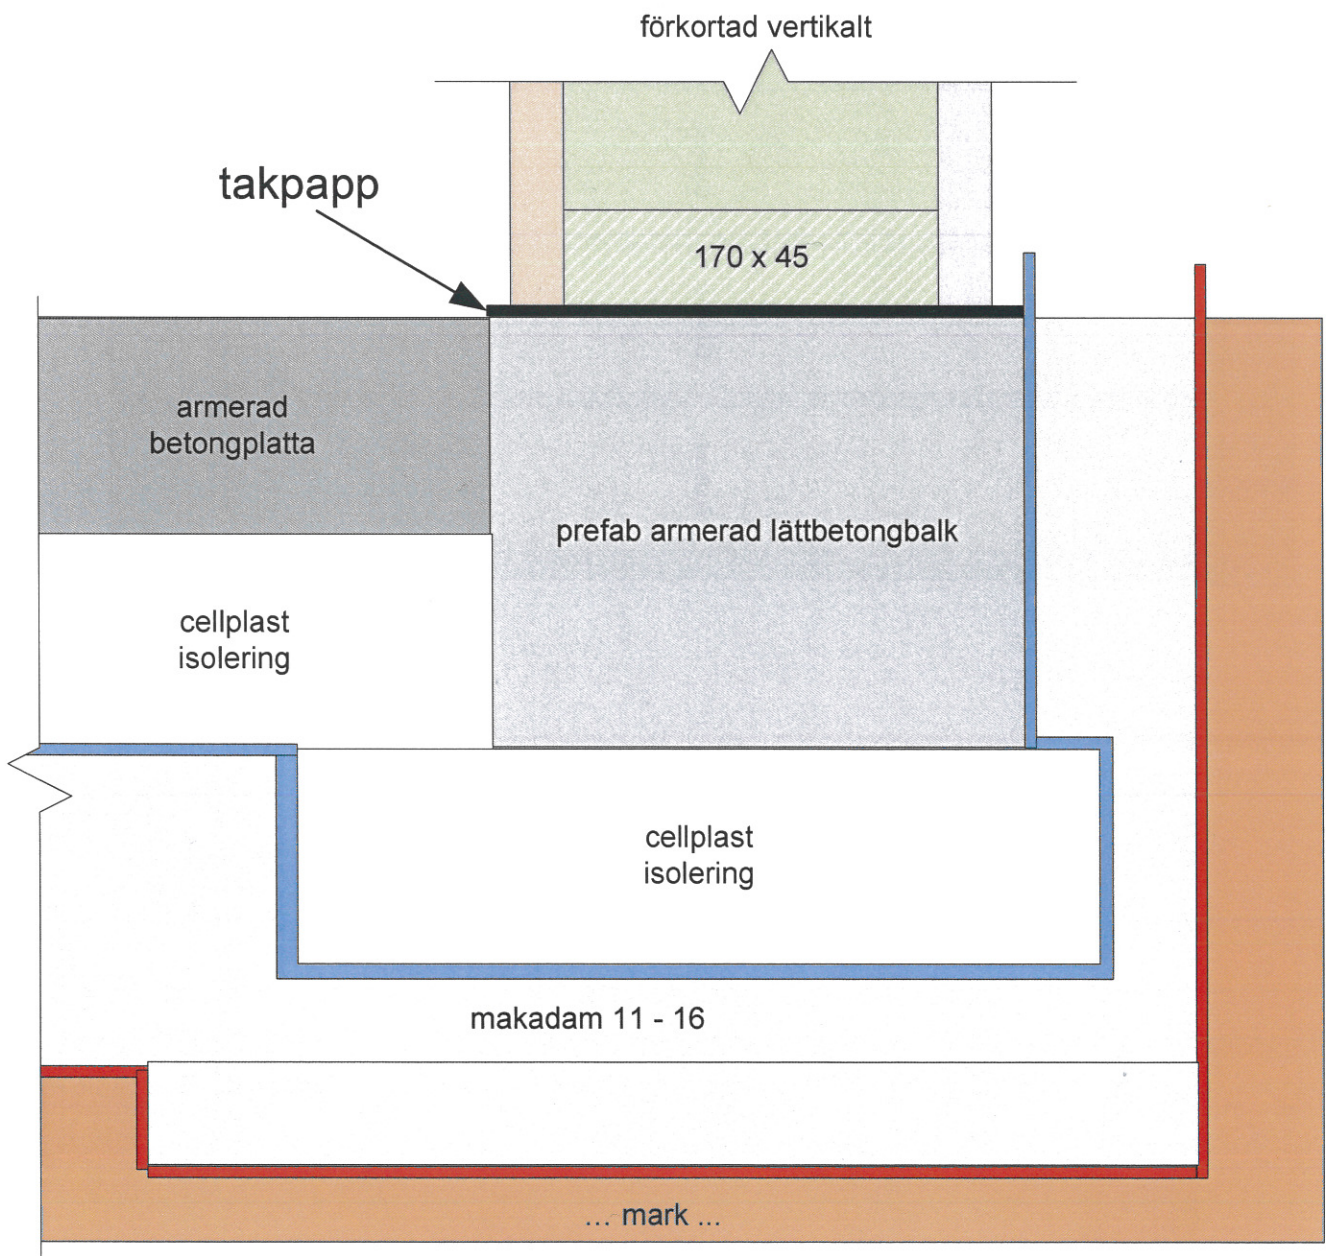 förkortad vertikalt
takpapp
170 x 45
armerad
betongplatta
prefab armerad lättbetongbalk
cellplast
isolering
cellplast
isolering
makadam 11 - 16
... mark ...